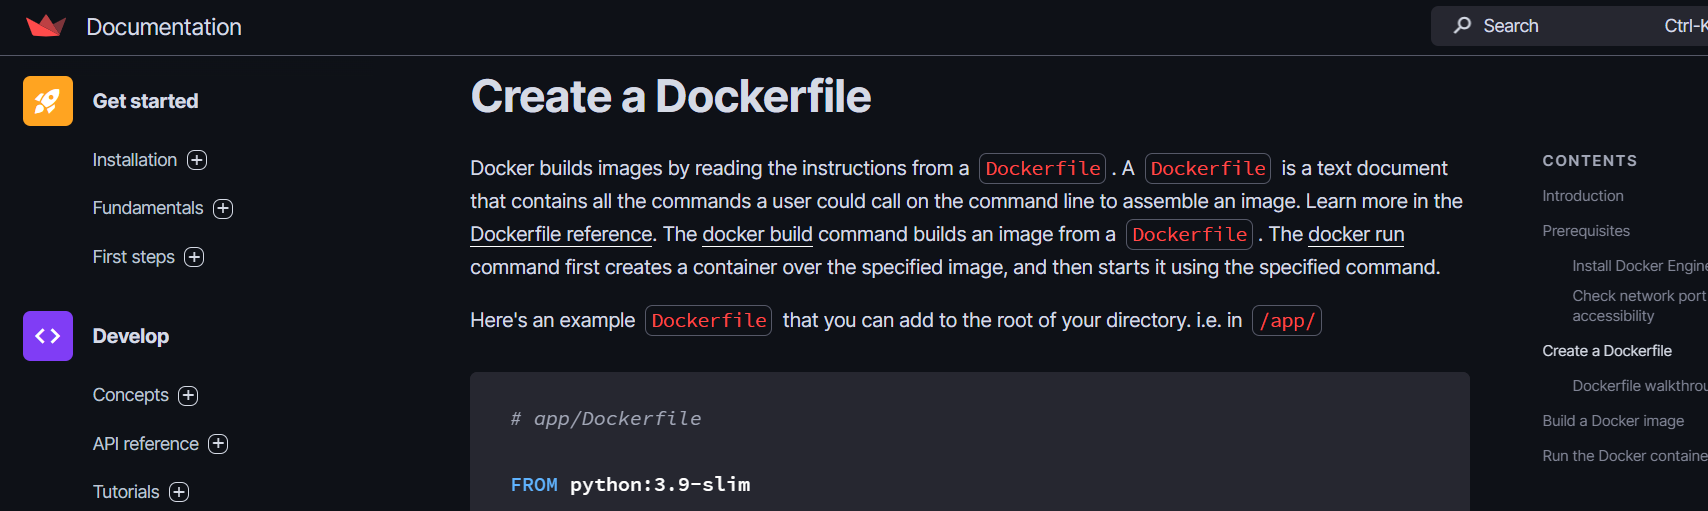 Documentation
Search
Ctrl-K
Get started
Installation
Fundamentals
First steps
Develop
Concepts
API reference
Tutorials
Create a Dockerfile
Docker builds images by reading the instructions from a Dockerfile. A Dockerfile is a text document
that contains all the commands a user could call on the command line to assemble an image. Learn more in the
Dockerfile reference. The docker build command builds an image from a Dockerfile. The docker run
command first creates a container over the specified image, and then starts it using the specified command.
Here's an example Dockerfile that you can add to the root of your directory. i.e. in /app/
# app/Dockerfile
FROM python:3.9-slim
CONTENTS
Introduction
Prerequisites
Install Docker Engine
Check network port
accessibility
Create a Dockerfile
Dockerfile walkthrou
Build a Docker image
Run the Docker containe